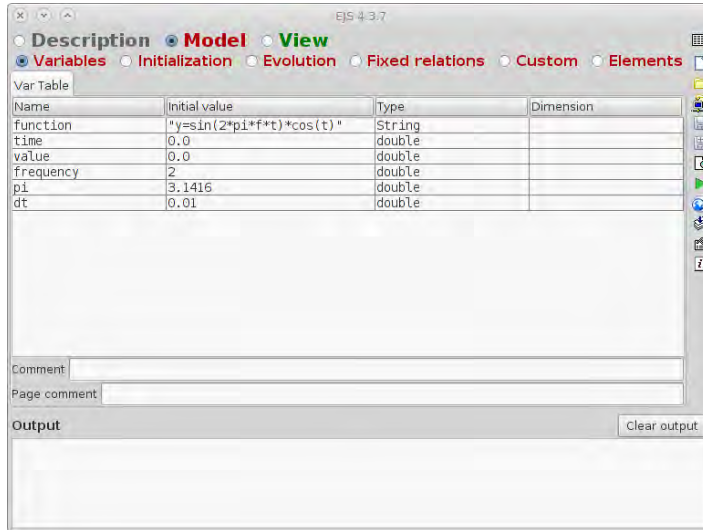 EJS 4.3.7
Description Model View
Variables Initialization Evolution Fixed relations Custom Elements
Var Table
Name Initial value Type Dimension
function "y=sin(2*pi*f*t)*cos(t)" String
time 0.0 double
value 0.0 double
frequency 2 double
pi 3.1416 double
dt 0.01 double
Comment
Page comment
Output Clear output